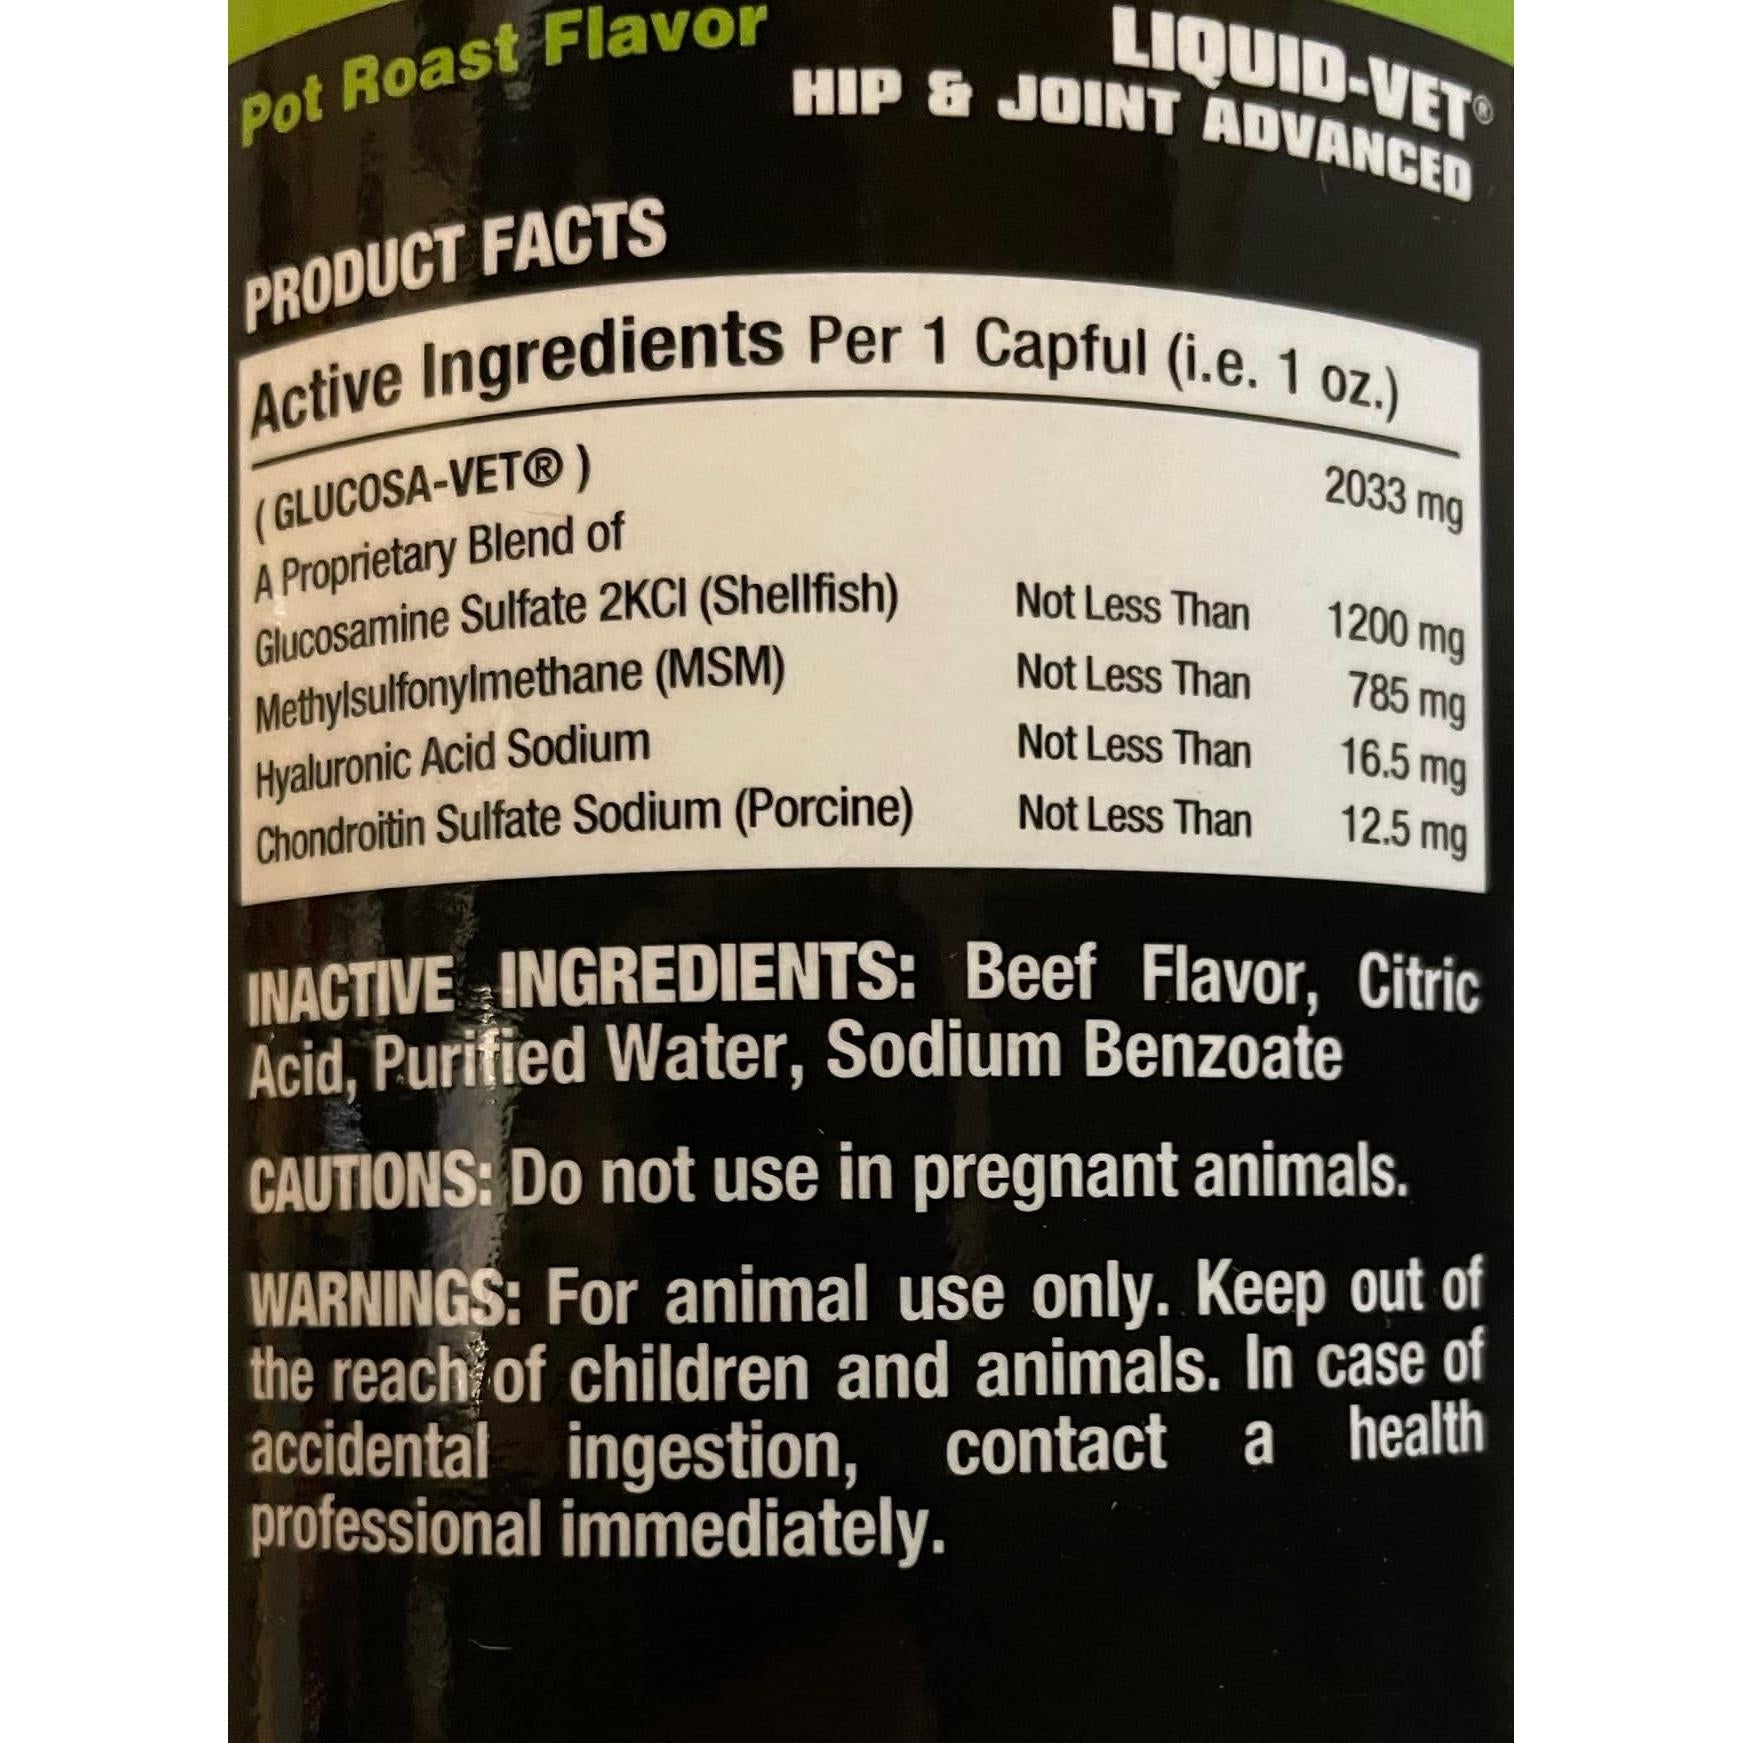 Pot Roast Flavor
LIQUID-VET®
HIP & JOINT ADVANCED
PRODUCT FACTS
Active Ingredients Per 1 Capful (i.e. 1 oz.)
( GLUCOSA-VET® ) 2033 mg
A Proprietary Blend of
Glucosamine Sulfate 2KCl (Shellfish) Not Less Than 1200 mg
Methylsulfonylmethane (MSM) Not Less Than 785 mg
Hyaluronic Acid Sodium Not Less Than 16.5 mg
Chondroitin Sulfate Sodium (Porcine) Not Less Than 12.5 mg
INACTIVE INGREDIENTS: Beef Flavor, Citric
Acid, Purified Water, Sodium Benzoate
CAUTIONS: Do not use in pregnant animals.
WARNINGS: For animal use only. Keep out of
the reach of children and animals. In case of
accidental ingestion, contact a health
professional immediately.